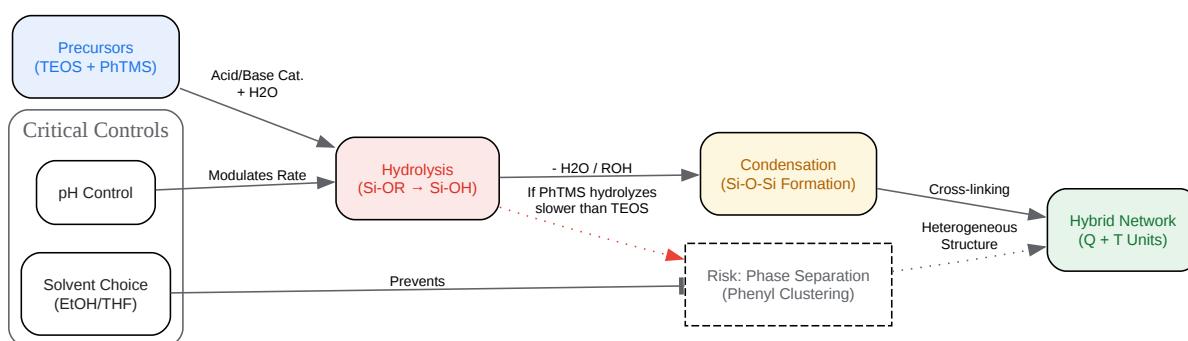 Precursors
(TEOS + PhTMS)
Acid/Base Cat.
+ H2O
Critical Controls
pH Control
Modulates Rate
Solvent Choice
(EtOH/THF)
Prevents
Hydrolysis
(Si-OR → Si-OH)
- H2O / ROH
If PhTMS hydrolyzes
slower than TEOS
Condensation
(Si-O-Si Formation)
Risk: Phase Separation
(Phenyl Clustering)
Cross-linking
Heterogeneous
Structure
Hybrid Network
(Q + T Units)